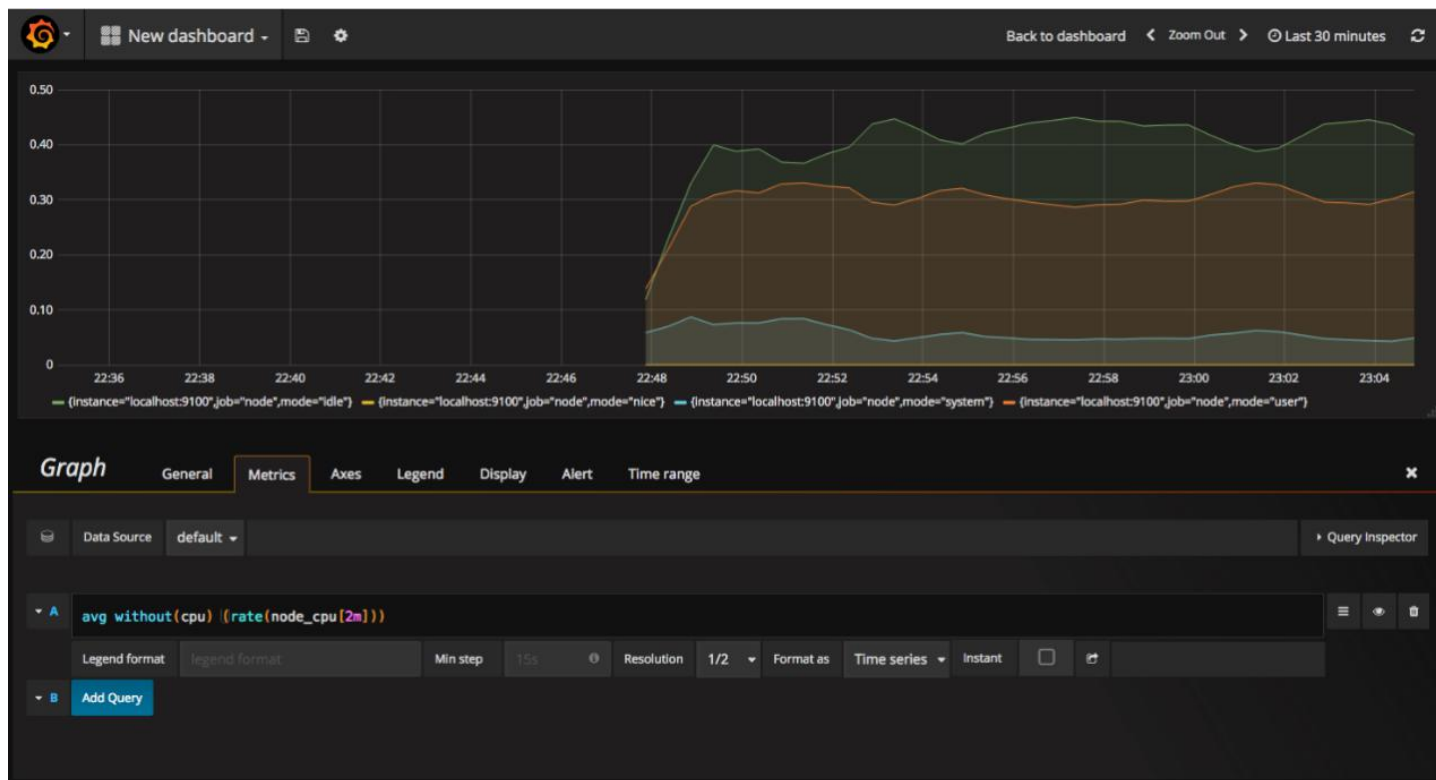 New dashboard Back to dashboard Zoom Out Last 30 minutes
0.50
0.40
0.30
0.20
0.10
0
22:36 22:38 22:40 22:42 22:44 22:46 22:48 22:50 22:52 22:54 22:56 22:58 23:00 23:02 23:04
{instance="localhost:9100",job="node",mode="idle"} {instance="localhost:9100",job="node",mode="nice"} {instance="localhost:9100",job="node",mode="system"} {instance="localhost:9100",job="node",mode="user"}
Graph General Metrics Axes Legend Display Alert Time range
Data Source default Query Inspector
A avg without(cpu) (rate(node_cpu[2m]))
Legend format legend format Min step 15s Resolution 1/2 Format as Time series Instant
B Add Query